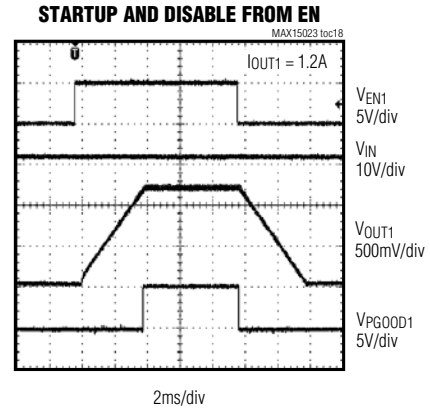 STARTUP AND DISABLE FROM EN
MAX15023 toc18
IOUT1 = 1.2A
T
VEN1
5V/div
VIN
10V/div
VOUT1
500mV/div
VPGOOD1
5V/div
2ms/div